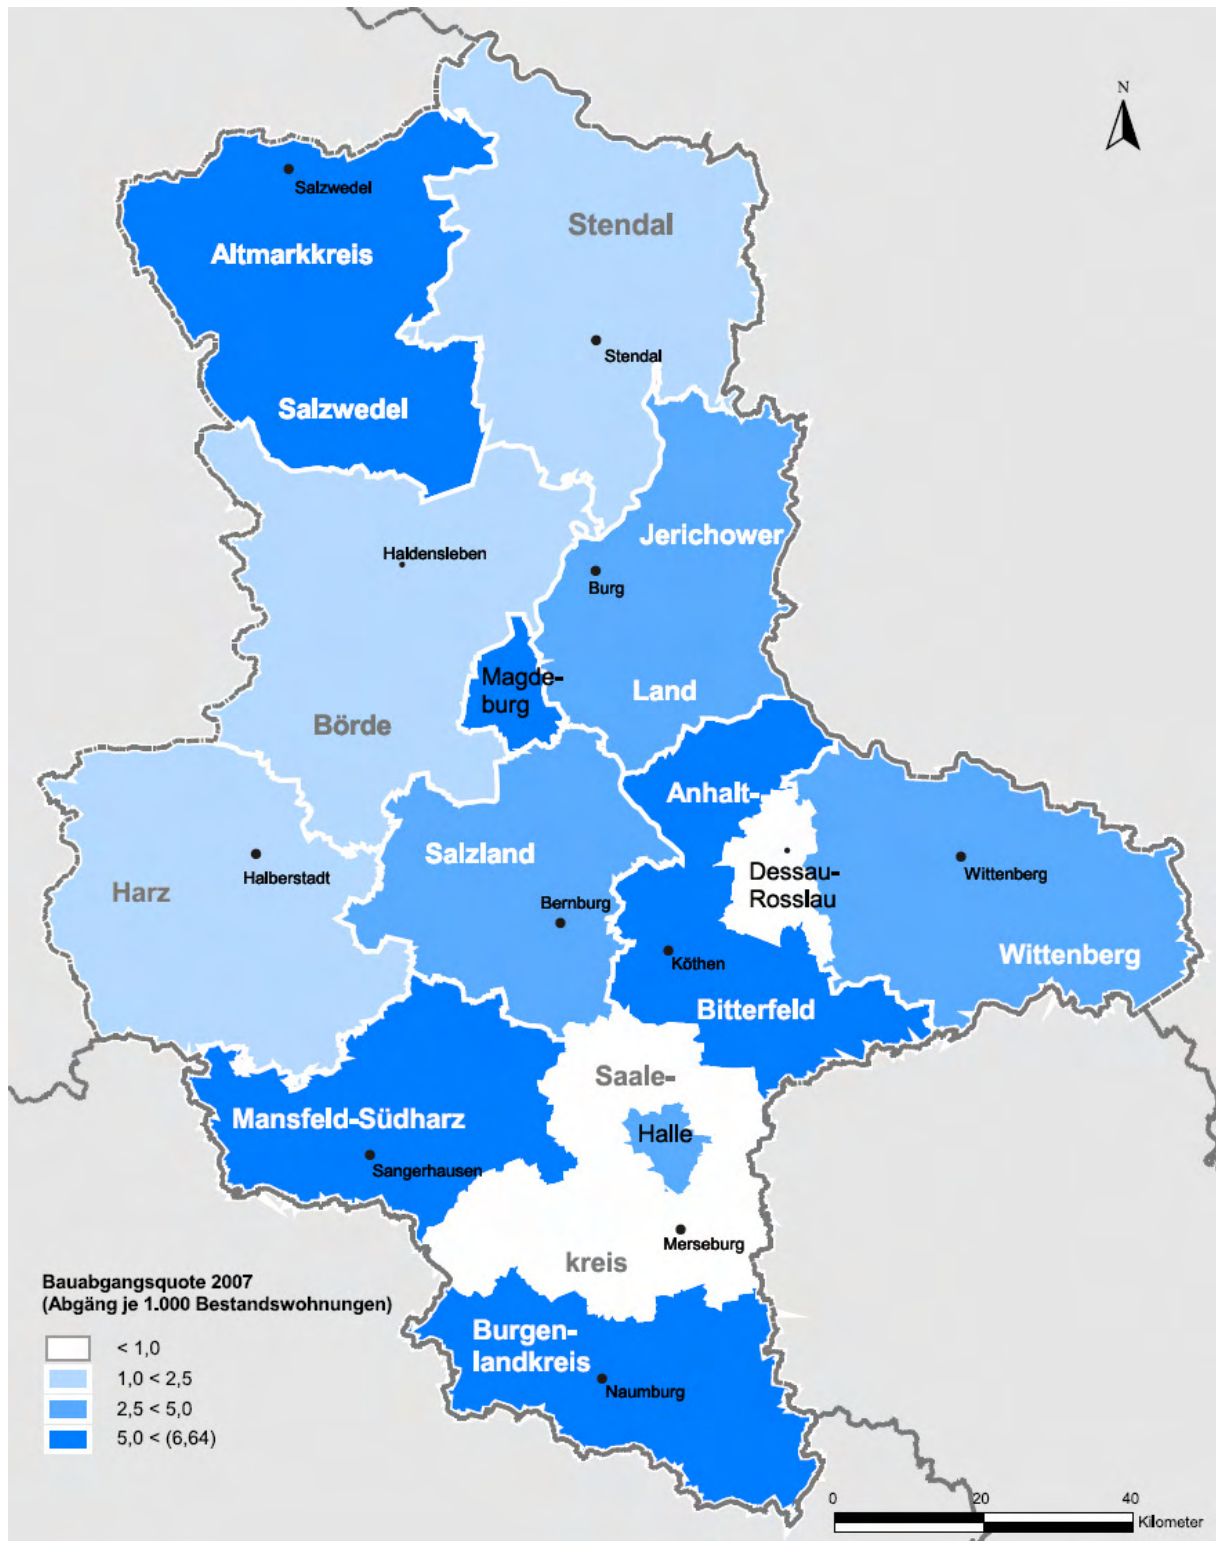 N
Salzwedel
Stendal
Altmarkkreis
Stendal
Salzwedel
Jerichower
Haldensleben
Burg
Magde-
burg
Land
Börde
Anhalt-
Salzland
Dessau-
Rosslau
Wittenberg
Halberstadt
Harz
Bernburg
Wittenberg
Köthen
Bitterfeld
Saale-
Mansfeld-Südharz
Halle
Sangerhausen
Merseburg
kreis
Bauabgangsquote 2007
(Abgäng je 1.000 Bestandswohnungen)
< 1,0
1,0 < 2,5
2,5 < 5,0
5,0 < (6,64)
Burgen-
landkreis
Naumburg
0 20 40
Kilometer